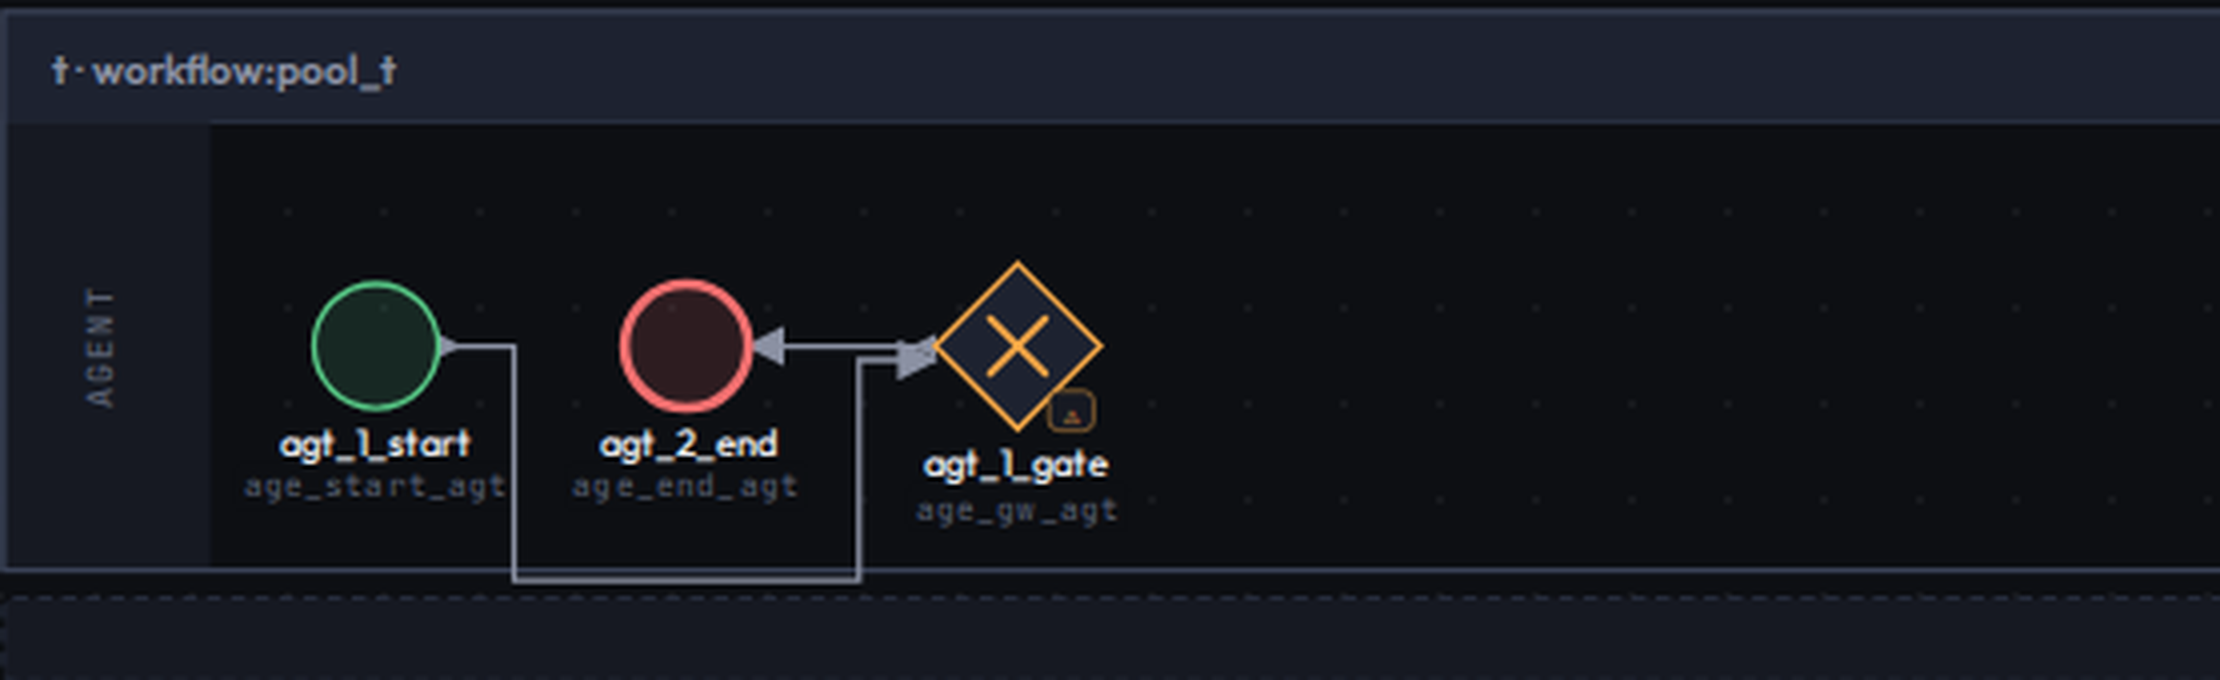 t · workflow:pool_t
AGENT
agt_1_start
age_start_agt
agt_2_end
age_end_agt
agt_1_gate
age_gw_agt